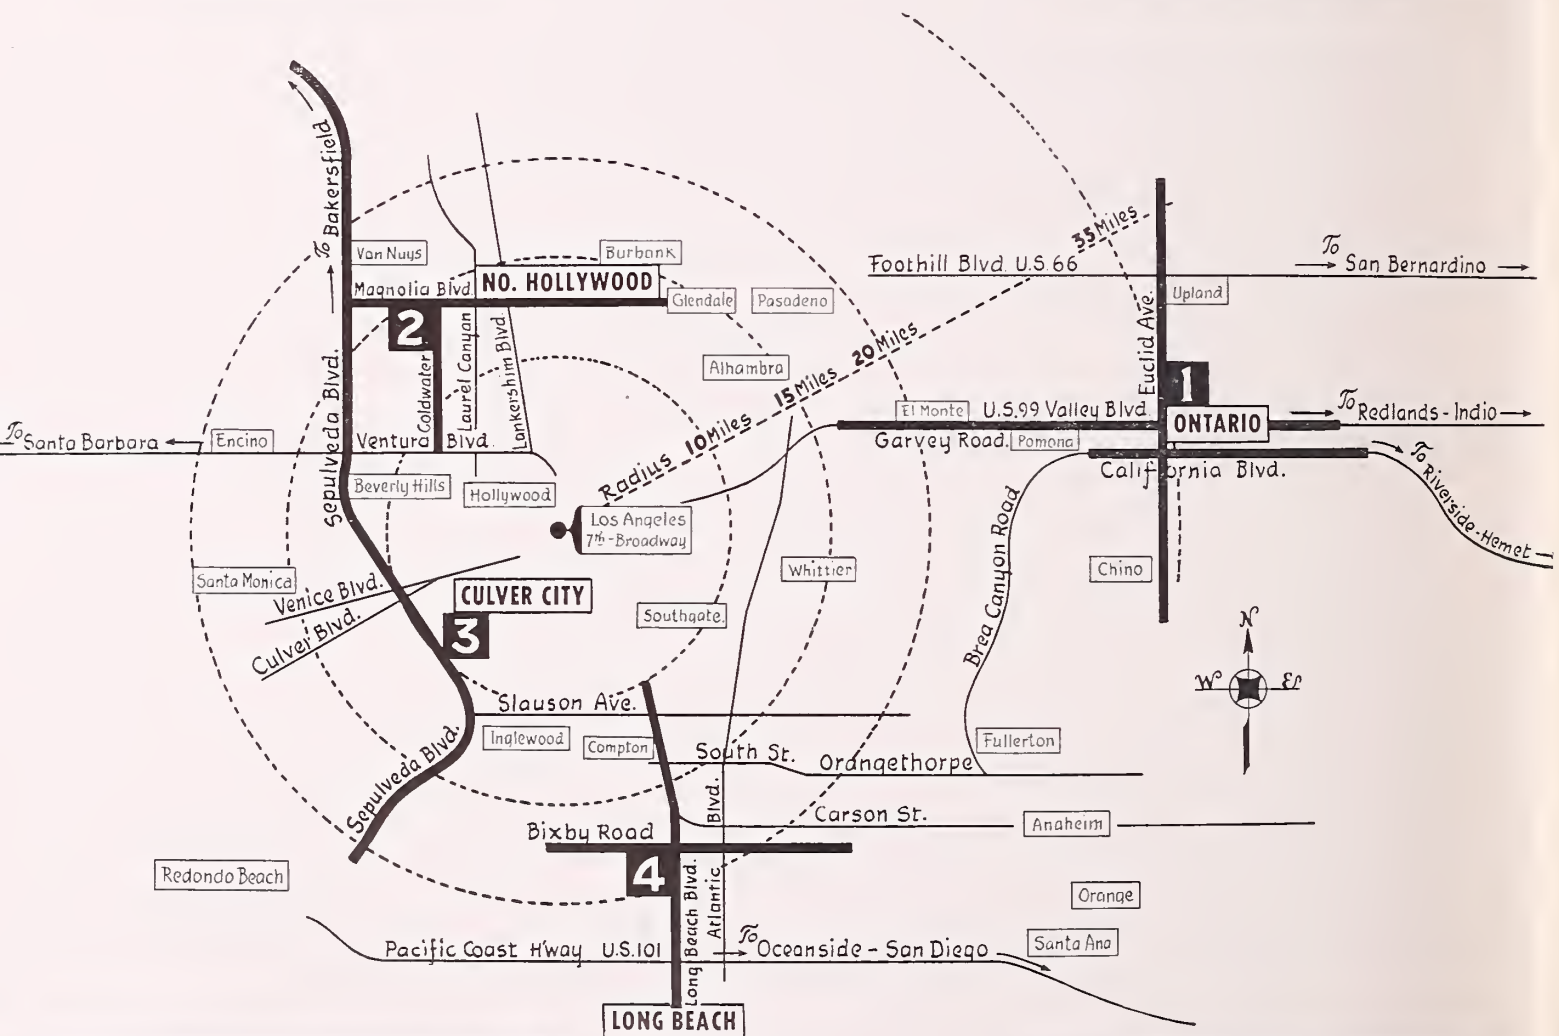 To Bakersfield
Van Nuys
Burbank
NO. HOLLYWOOD
Magnolia Blvd.
Glendale
Pasadeno
2
Coldwater
Laurel Canyon
Lankershim Blvd.
Sepulveda Blvd.
Alhambra
To Santa Barbara
Encino
Ventura Blvd.
Beverly Hills
Hollywood
Radius 10 Miles
15 Miles
20 Miles
35 Miles
Foothill Blvd. U.S. 66
To San Bernardino
Upland
Euclid Ave.
1
El Monte
U.S. 99 Valley Blvd.
ONTARIO
To Redlands - Indio
Garvey Road.
Pomona
California Blvd.
To Riverside-Hemet
Los Angeles
7th-Broadway
Santa Monica
Venice Blvd.
Culver Blvd.
CULVER CITY
3
Southgate.
Whittier
Brea Canyon Road
Chino
N
W
E
Slauson Ave.
Sepulveda Blvd.
Inglewood
Compton
South St.
Orangethorpe
Fullerton
Bixby Road
Carson St.
Anaheim
4
Redondo Beach
Long Beach Blvd.
Atlantic Blvd.
Orange
Santa Ana
Pacific Coast H'way U.S. 101
To Oceanside - San Diego
LONG BEACH